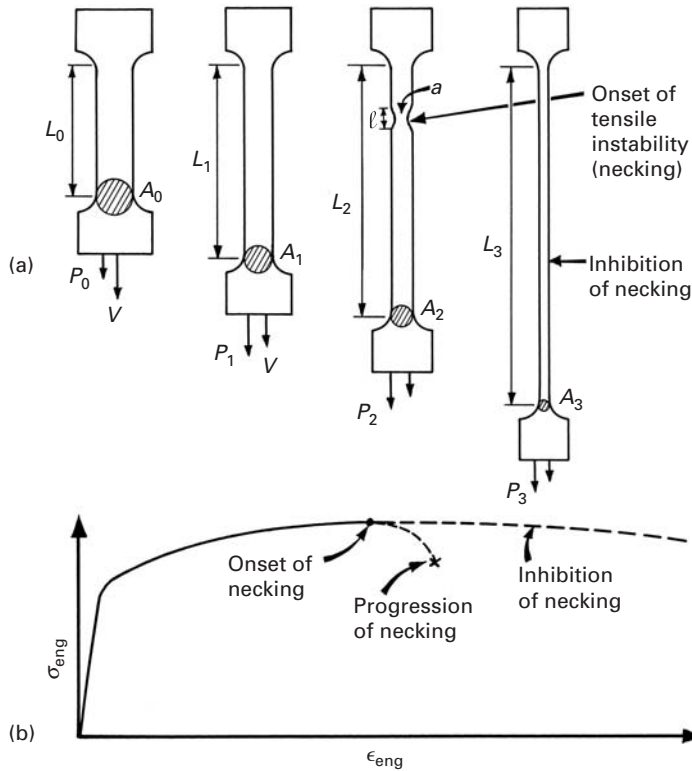 a
Onset of
tensile
instability
(necking)
ℓ
L₀
L₁
L₂
L₃
A₀
A₁
A₂
A₃
Inhibition
of necking
(a)
P₀
V
P₁
V
P₂
P₃
Onset of
necking
Progression
of necking
Inhibition
of necking
σeng
(b)
ϵeng